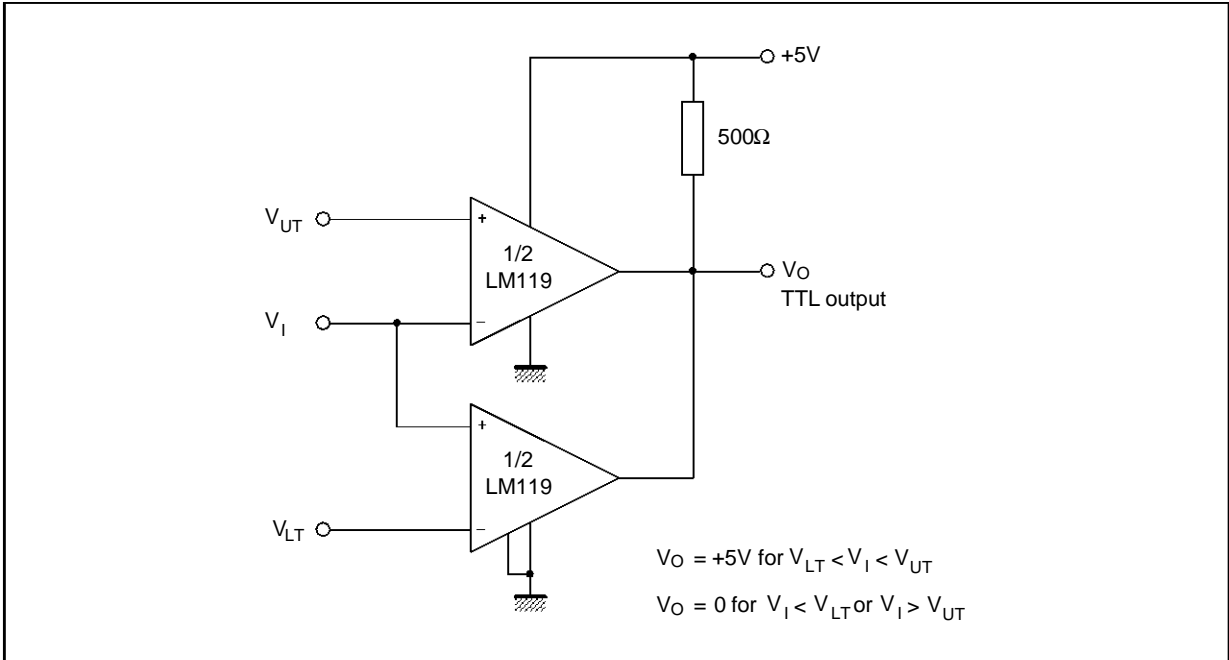 +5V
500Ω
V_UT
+
1/2
LM119
V_O
TTL output
V_I
−
+
1/2
LM119
V_LT
−
V_O = +5V for V_LT < V_I < V_UT
V_O = 0 for V_I < V_LT or V_I > V_UT